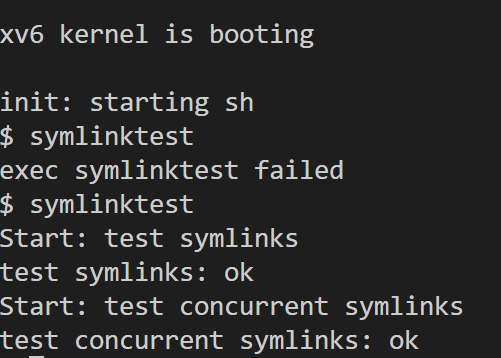 xv6 kernel is booting
init: starting sh
$ symlinktest
exec symlinktest failed
$ symlinktest
Start: test symlinks
test symlinks: ok
Start: test concurrent symlinks
test concurrent symlinks: ok